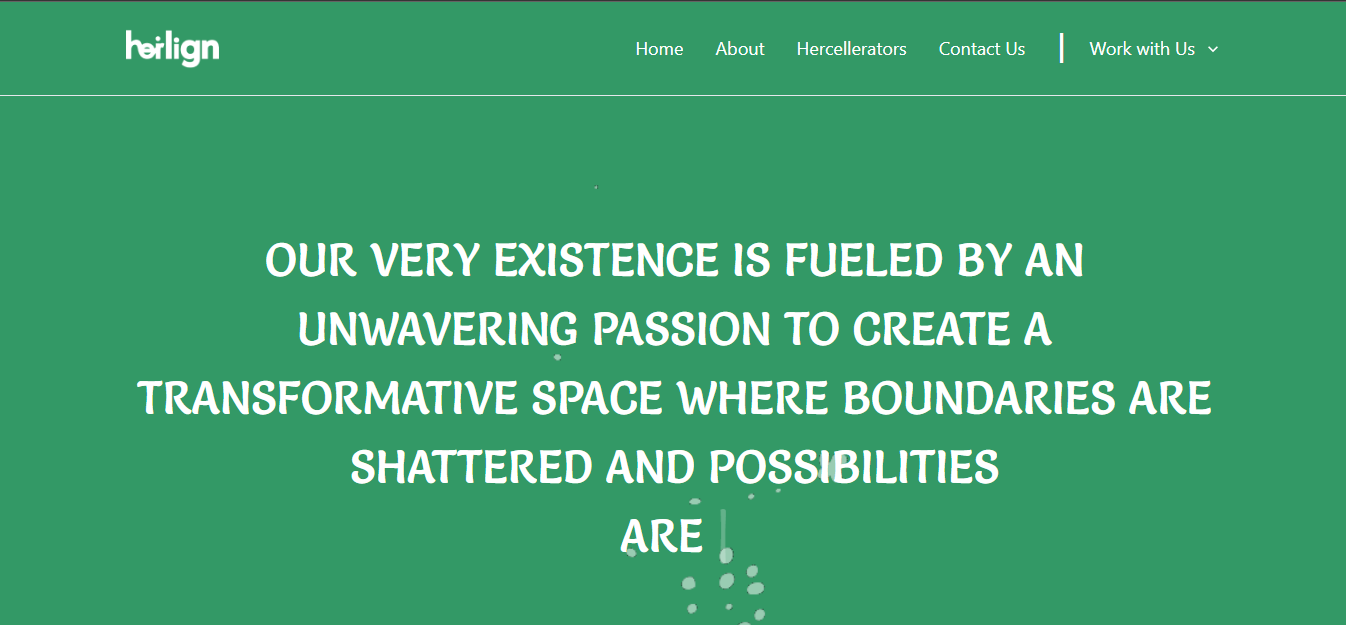 herlign
Home About Hercellerators Contact Us Work with Us
OUR VERY EXISTENCE IS FUELED BY AN
UNWAVERING PASSION TO CREATE A
TRANSFORMATIVE SPACE WHERE BOUNDARIES ARE
SHATTERED AND POSSIBILITIES
ARE